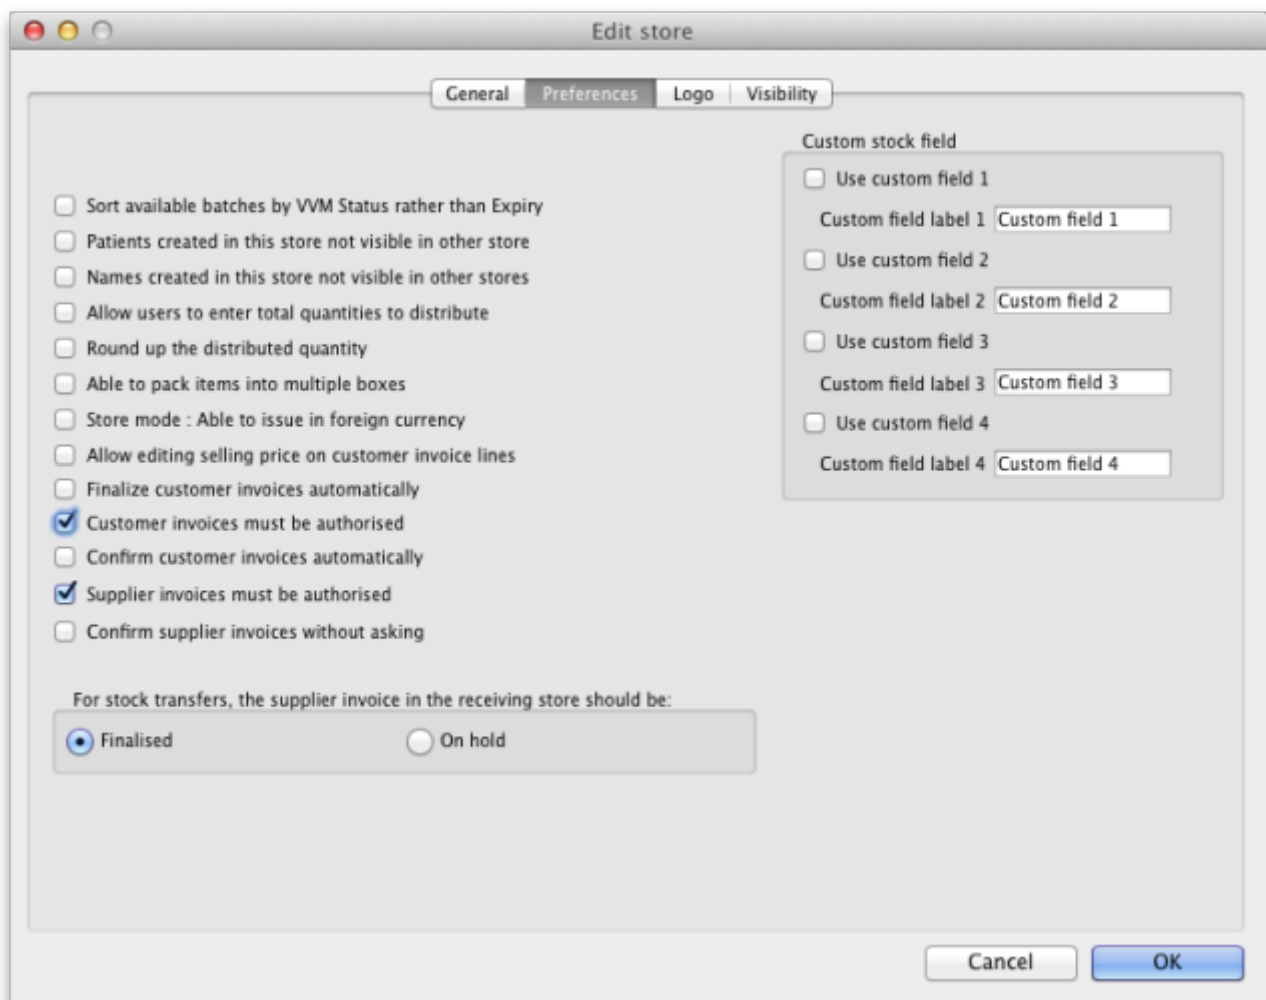 Edit store
General Preferences Logo Visibility
Sort available batches by VVM Status rather than Expiry
Patients created in this store not visible in other store
Names created in this store not visible in other stores
Allow users to enter total quantities to distribute
Round up the distributed quantity
Able to pack items into multiple boxes
Store mode : Able to issue in foreign currency
Allow editing selling price on customer invoice lines
Finalize customer invoices automatically
Customer invoices must be authorised
Confirm customer invoices automatically
Supplier invoices must be authorised
Confirm supplier invoices without asking
For stock transfers, the supplier invoice in the receiving store should be:
Finalised On hold
Custom stock field
Use custom field 1
Custom field label 1 Custom field 1
Use custom field 2
Custom field label 2 Custom field 2
Use custom field 3
Custom field label 3 Custom field 3
Use custom field 4
Custom field label 4 Custom field 4
Cancel OK